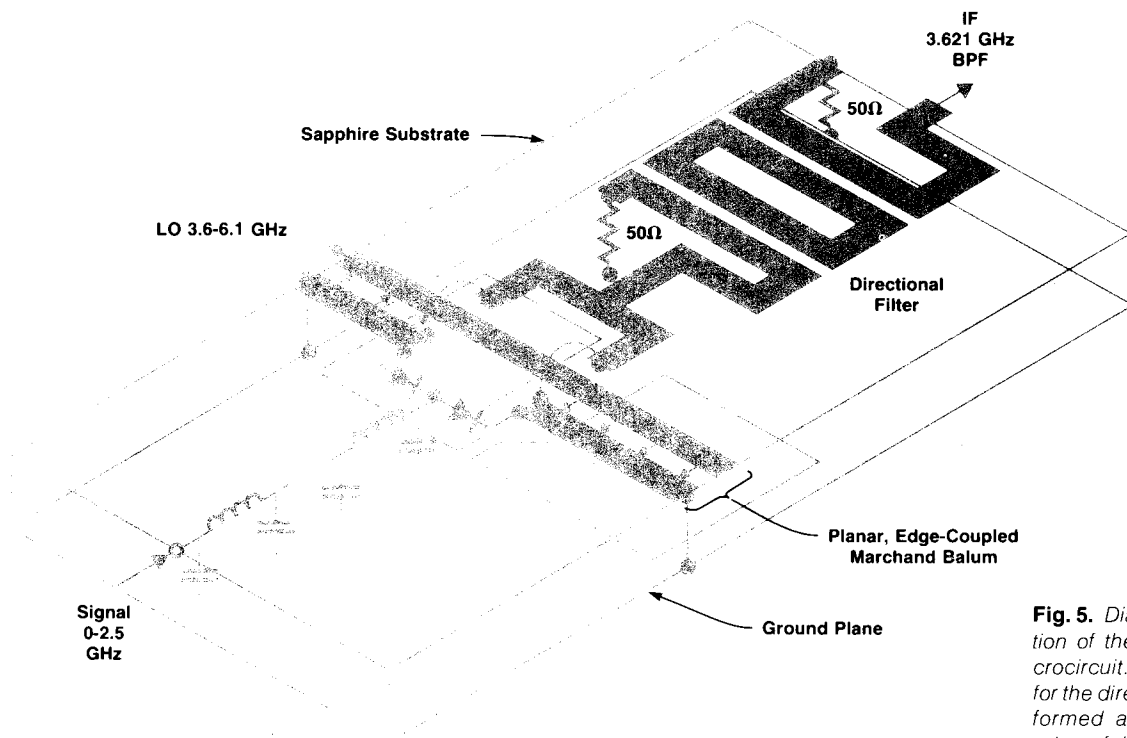 IF
3.621 GHz
BPF
50Ω
Sapphire Substrate
LO 3.6-6.1 GHz
50Ω
Directional
Filter
Planar, Edge-Coupled
Marchand Balum
Signal
0-2.5
GHz
Ground Plane
Fig. 5. Dia
tion of the
crocircuit.
for the dire
formed a